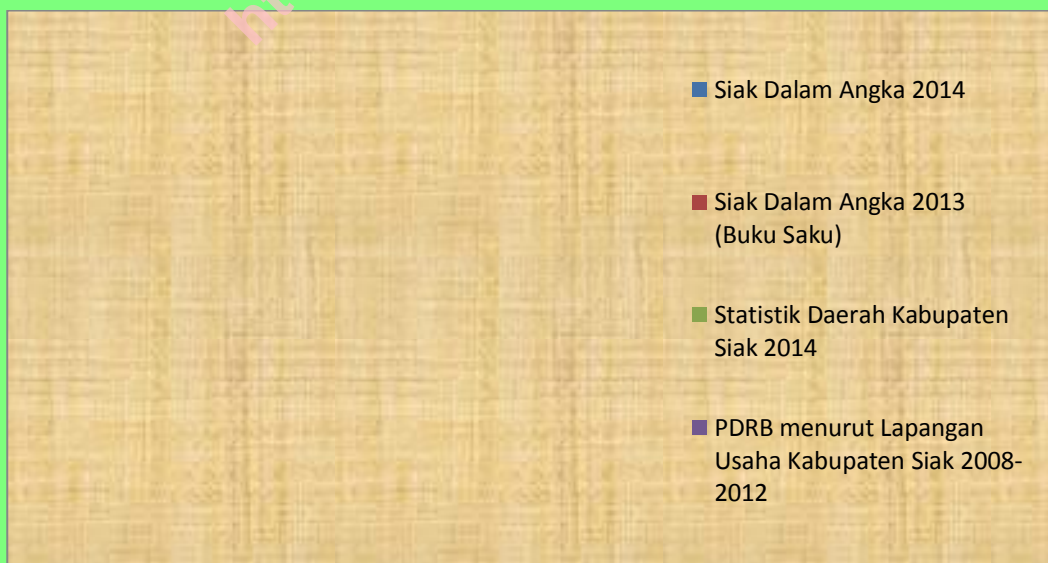 Siak Dalam Angka 2014
Siak Dalam Angka 2013
(Buku Saku)
Statistik Daerah Kabupaten
Siak 2014
PDRB menurut Lapangan
Usaha Kabupaten Siak 2008-
2012